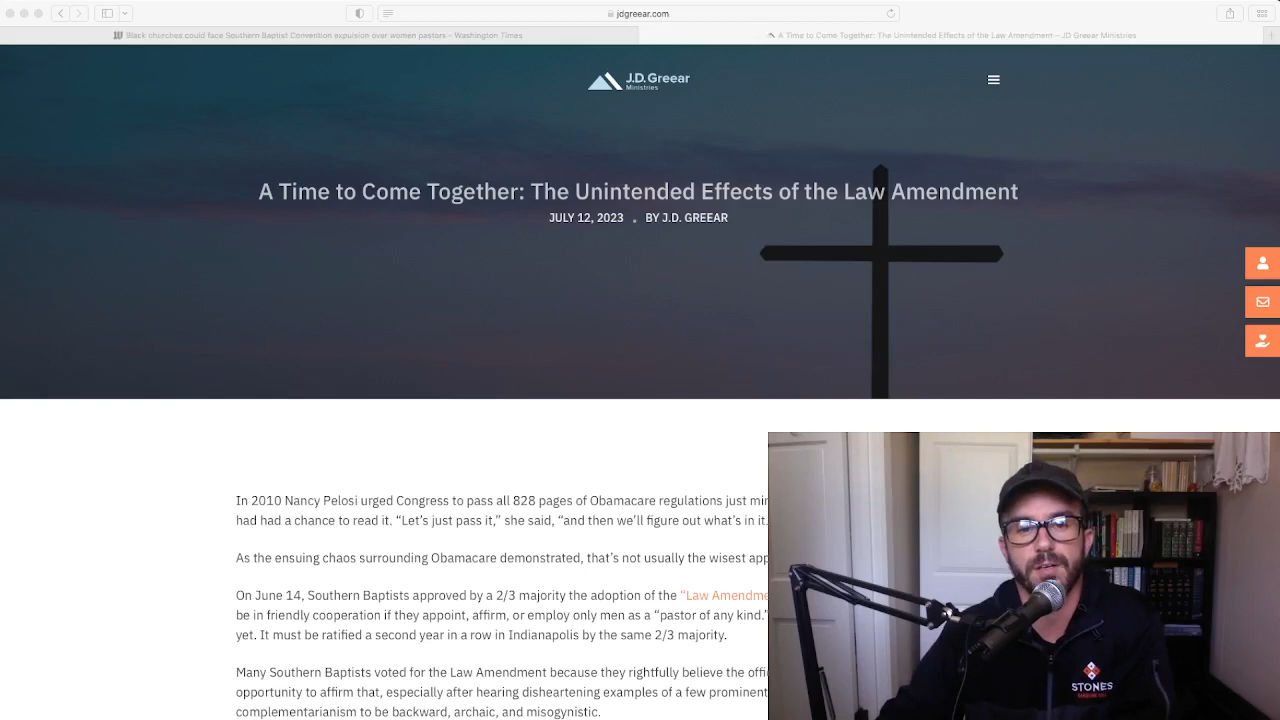 jdgreear.com
Black churches could face Southern Baptist Convention expulsion over women pastors - Washington Times
A Time to Come Together: The Unintended Effects of the Law Amendment – JD Greear Ministries
J.D.Greear
Ministries
A Time to Come Together: The Unintended Effects of the Law Amendment
JULY 12, 2023 . BY J.D. GREEAR
In 2010 Nancy Pelosi urged Congress to pass all 828 pages of Obamacare regulations just
had had a chance to read it. “Let’s just pass it,” she said, “and then we’ll figure out what’s in it.
As the ensuing chaos surrounding Obamacare demonstrated, that’s not usually the wisest
On June 14, Southern Baptists approved by a 2/3 majority the adoption of the “Law
be in friendly cooperation if they appoint, affirm, or employ only men as a “pastor of any kind.”
yet. It must be ratified a second year in a row in Indianapolis by the same 2/3 majority.
Many Southern Baptists voted for the Law Amendment because they rightfully believe the
opportunity to affirm that, especially after hearing disheartening examples of a few prominent
complementarianism to be backward, archaic, and misogynistic.
STONES